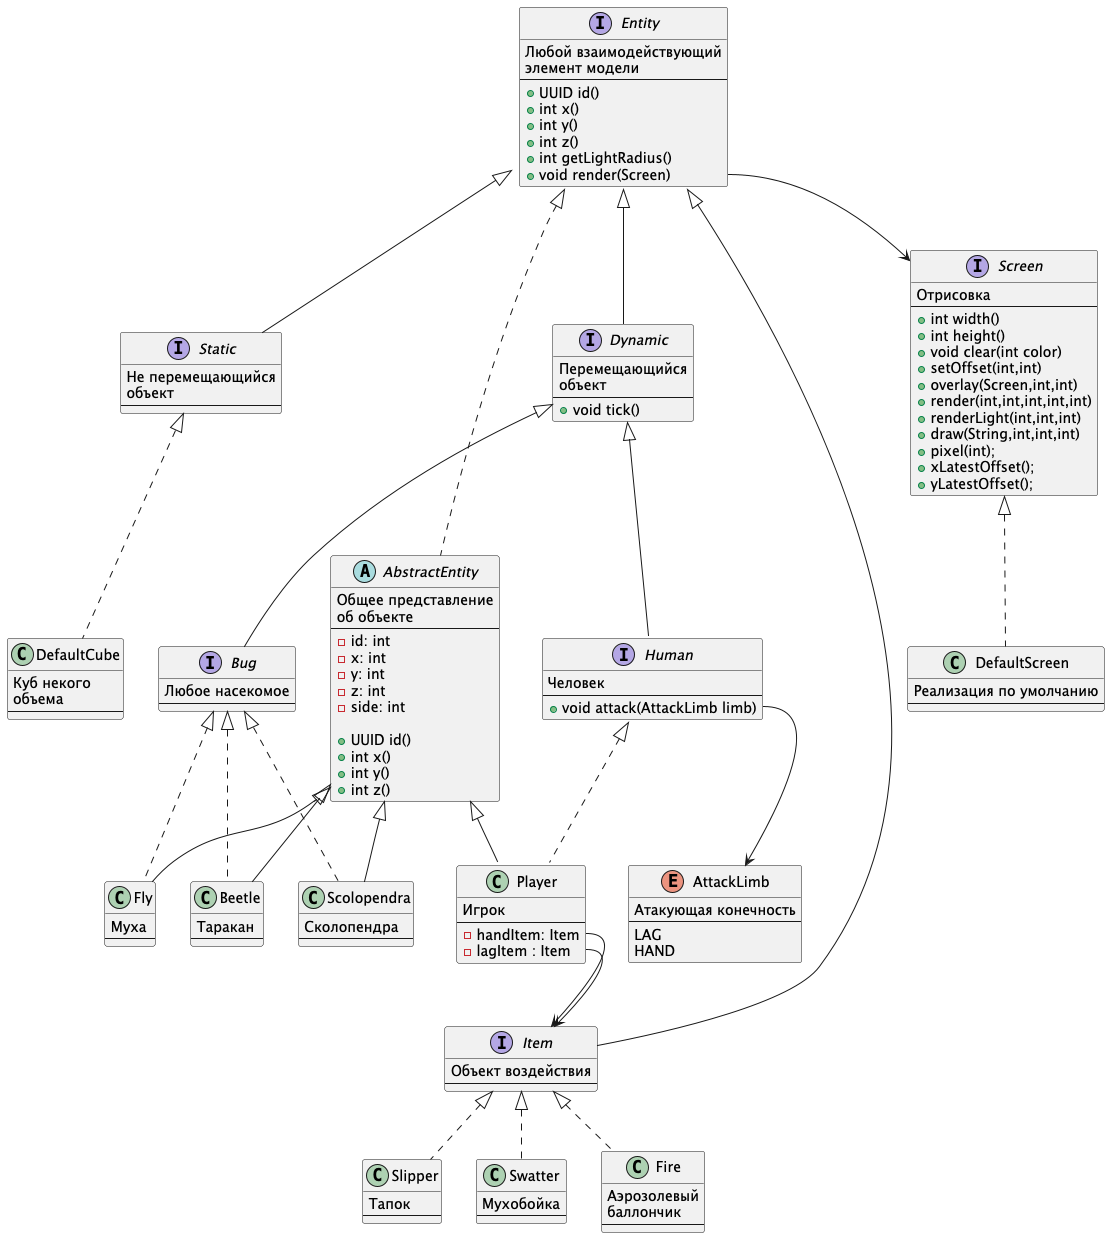 I Entity
Любой взаимодействующий
элемент модели
UUID id()
int x()
int y()
int z()
int getLightRadius()
void render(Screen)
I Screen
Отрисовка
int width()
int height()
void clear(int color)
setOffset(int,int)
overlay(Screen,int,int)
render(int,int,int,int,int)
renderLight(int,int,int)
draw(String,int,int,int)
pixel(int);
xLatestOffset();
yLatestOffset();
I Static
Не перемещающийся
объект
I Dynamic
Перемещающийся
объект
void tick()
A AbstractEntity
Общее представление
об объекте
id: int
x: int
y: int
z: int
side: int
UUID id()
int x()
int y()
int z()
C DefaultCube
Куб некого
объема
I Bug
Любое насекомое
I Human
Человек
void attack(AttackLimb limb)
C DefaultScreen
Реализация по умолчанию
C Fly
Муха
C Beetle
Таракан
C Scolopendra
Сколопендра
C Player
Игрок
handItem: Item
lagItem : Item
E AttackLimb
Атакующая конечность
LAG
HAND
I Item
Объект воздействия
C Slipper
Тапок
C Swatter
Мухобойка
C Fire
Аэрозолевый
баллончик